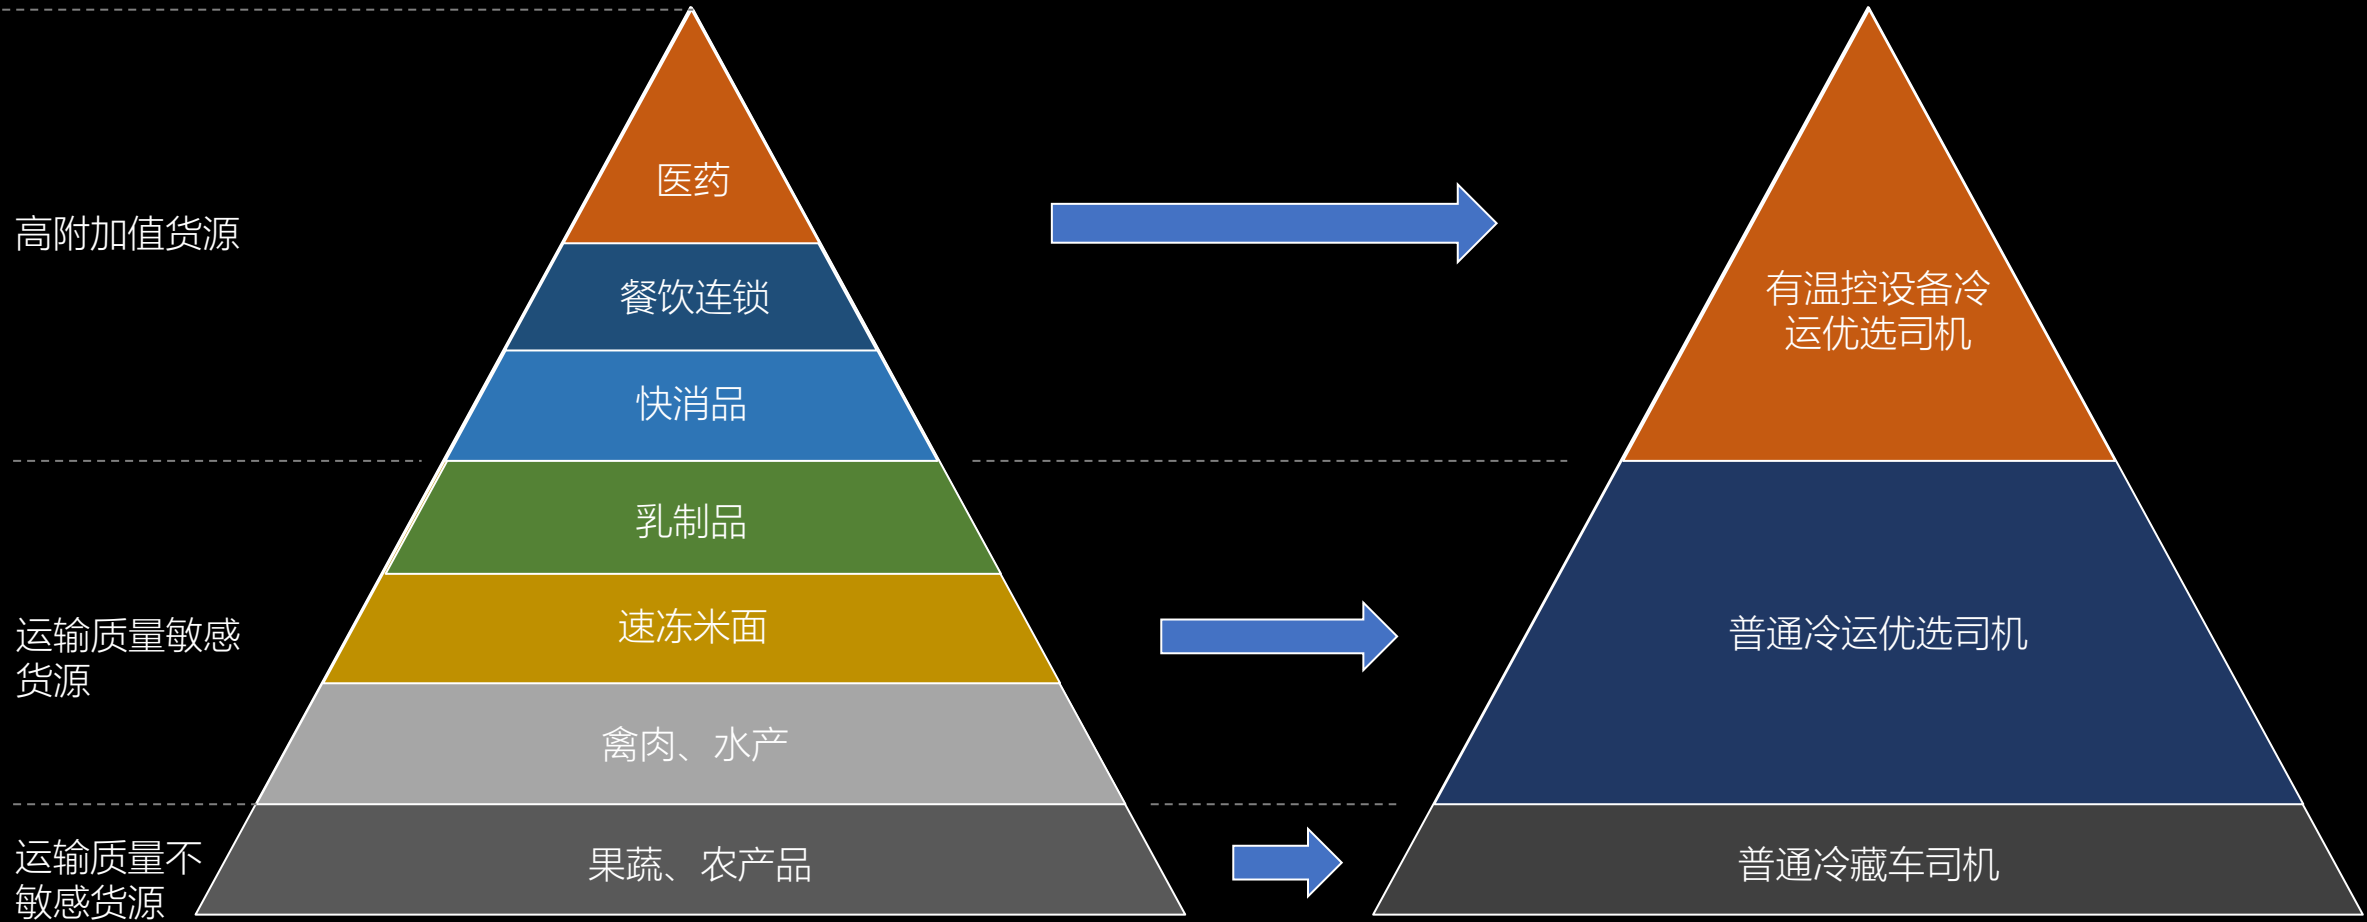 高附加值货源
医药
餐饮连锁
快消品
有温控设备冷
运优选司机
运输质量敏感
货源
乳制品
速冻米面
禽肉、水产
普通冷运优选司机
运输质量不
敏感货源
果蔬、农产品
普通冷藏车司机